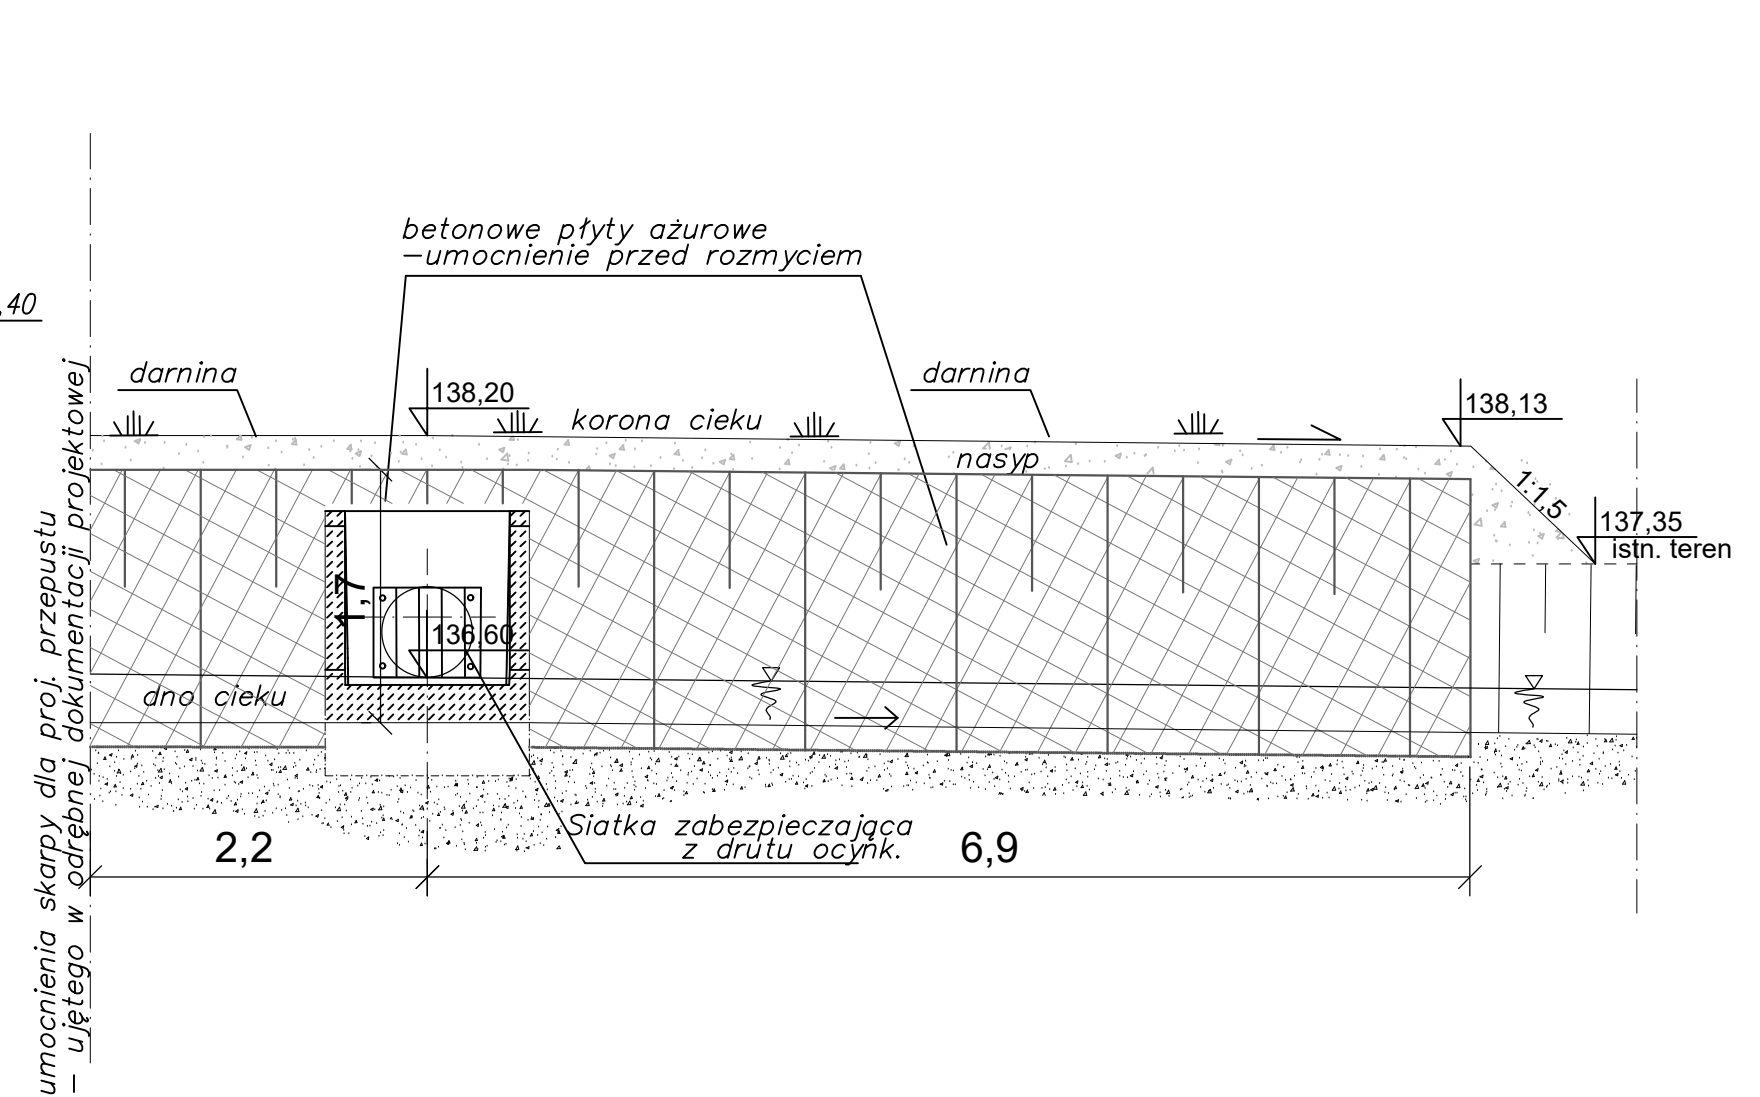 betonowe płyty ażurowe
–umocnienie przed rozmyciem
,40
darnina
138,20
korona cieku
darnina
138,13
nasyp
1:1,5
137,35
istn. teren
1,7
136,60
dno cieku
Siatka zabezpieczająca
z drutu ocynk.
2,2
6,9
umocnienia skarpy dla proj. przepustu
– ujętego w odrębnej dokumentacji projektowej